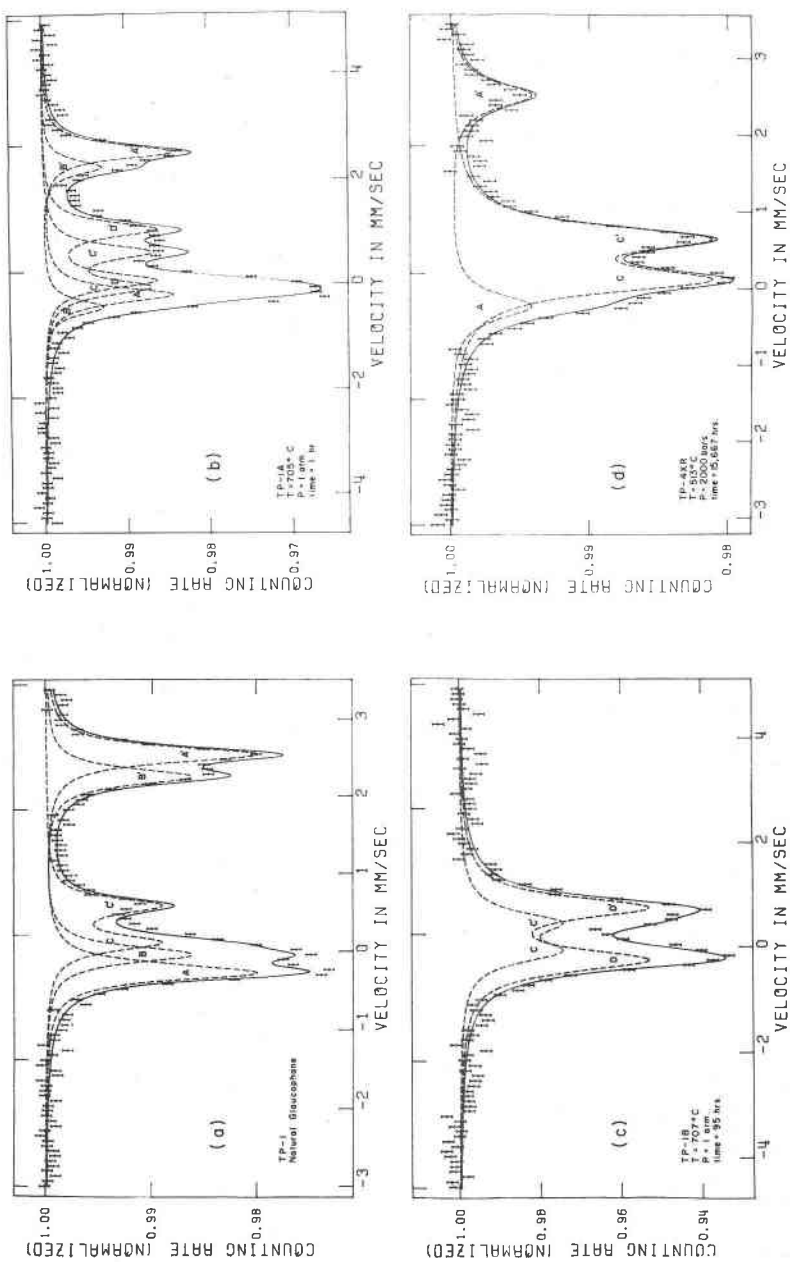 COUNTING RATE (NORMALIZED)
1.00
0.99
0.98
TP-1
Natural Glaucophane
(a)
A
B
C
C'
B'
A'
-3
-2
-1
0
1
2
3
VELOCITY IN MM/SEC
COUNTING RATE (NORMALIZED)
1.00
0.99
0.98
0.97
TP-1A
T = 705° C
P = 1 atm
time = 1 hr
(b)
B
A
C
D
C'
D'
B'
A'
-4
-2
0
2
4
VELOCITY IN MM/SEC
COUNTING RATE (NORMALIZED)
1.00
0.98
0.96
0.94
TP-1B
T = 707°C
P = 1 atm
time = 95 hrs.
(c)
C
D
C'
D'
-4
-2
0
2
4
VELOCITY IN MM/SEC
COUNTING RATE (NORMALIZED)
1.00
0.99
0.98
TP-4XR
T = 513°C
P = 2000 bars
time = 15,667 hrs.
(d)
A
C
C'
A'
-3
-2
-1
0
1
2
3
VELOCITY IN MM/SEC